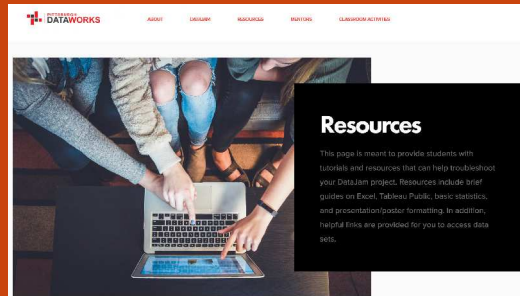 PITTSBURGH
DATAWORKS
ABOUT
DATAJAM
RESOURCES
MENTORS
CLASSROOM ACTIVITIES
Resources
This page is meant to provide students with
tutorials and resources that can help troubleshoot
your DataJam project. Resources include brief
guides on Excel, Tableau Public, basic statistics,
and presentation/poster formatting. In addition,
helpful links are provided for you to access data
sets.